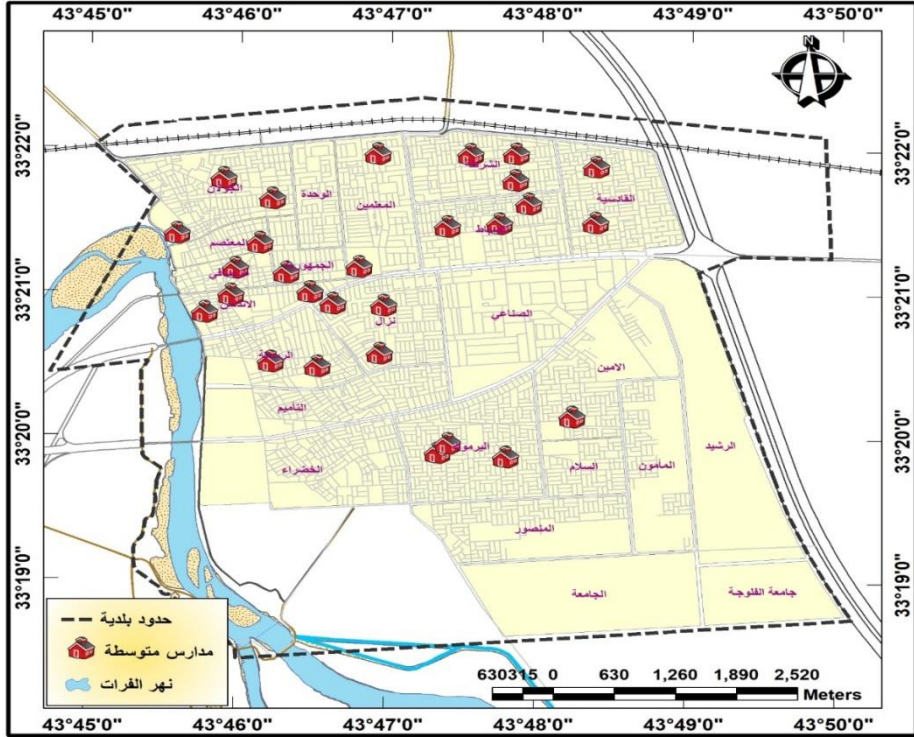 43°45'0"
43°46'0"
43°47'0"
43°48'0"
43°49'0"
43°50'0"
N
33°22'0"
33°22'0"
الشرطة
القادسية
الوحدة
المعلمين
المعتصم
33°21'0"
33°21'0"
نزال
الصناعي
الامين
التأميم
33°20'0"
33°20'0"
اليرموك
الرشيد
الخضراء
السلام
المأمون
المنصور
33°19'0"
33°19'0"
الجامعة
جامعة الفلوجة
حدود بلدية
مدارس متوسطة
نهر الفرات
630315 0 630 1,260 1,890 2,520
Meters
43°45'0"
43°46'0"
43°47'0"
43°48'0"
43°49'0"
43°50'0"